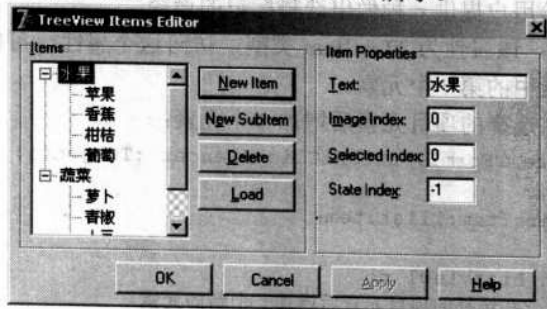 TreeView Items Editor
Items
水果
苹果
香蕉
柑桔
葡萄
蔬菜
萝卜
青椒
New Item
New SubItem
Delete
Load
Item Properties
Text: 水果
Image Index: 0
Selected Index: 0
State Index: -1
OK
Cancel
Apply
Help